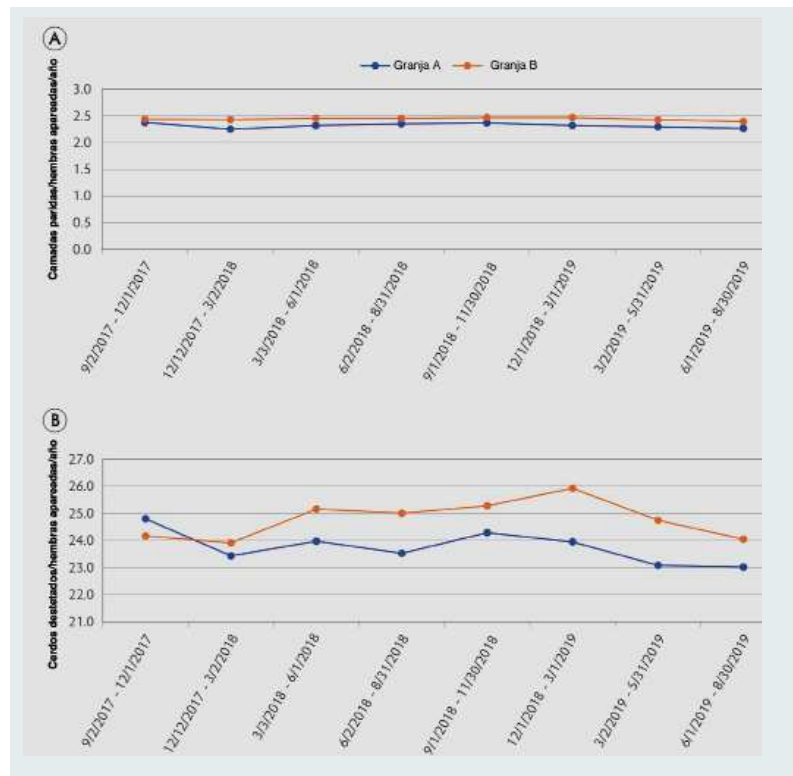 A
Granja A Granja B
Camadas paridas/hembras apareadas/año
3.0
2.5
2.0
1.5
1.0
0.5
0.0
9/2/2017 - 12/1/2017
12/12/2017 - 3/2/2018
3/3/2018 - 6/1/2018
6/2/2018 - 8/31/2018
9/1/2018 - 11/30/2018
12/1/2018 - 3/1/2019
3/2/2019 - 5/31/2019
6/1/2019 - 8/30/2019
B
Cerdos destetados/hembras apareadas/año
27.0
26.0
25.0
24.0
23.0
22.0
21.0
9/2/2017 - 12/1/2017
12/12/2017 - 3/2/2018
3/3/2018 - 6/1/2018
6/2/2018 - 8/31/2018
9/1/2018 - 11/30/2018
12/1/2018 - 3/1/2019
3/2/2019 - 5/31/2019
6/1/2019 - 8/30/2019